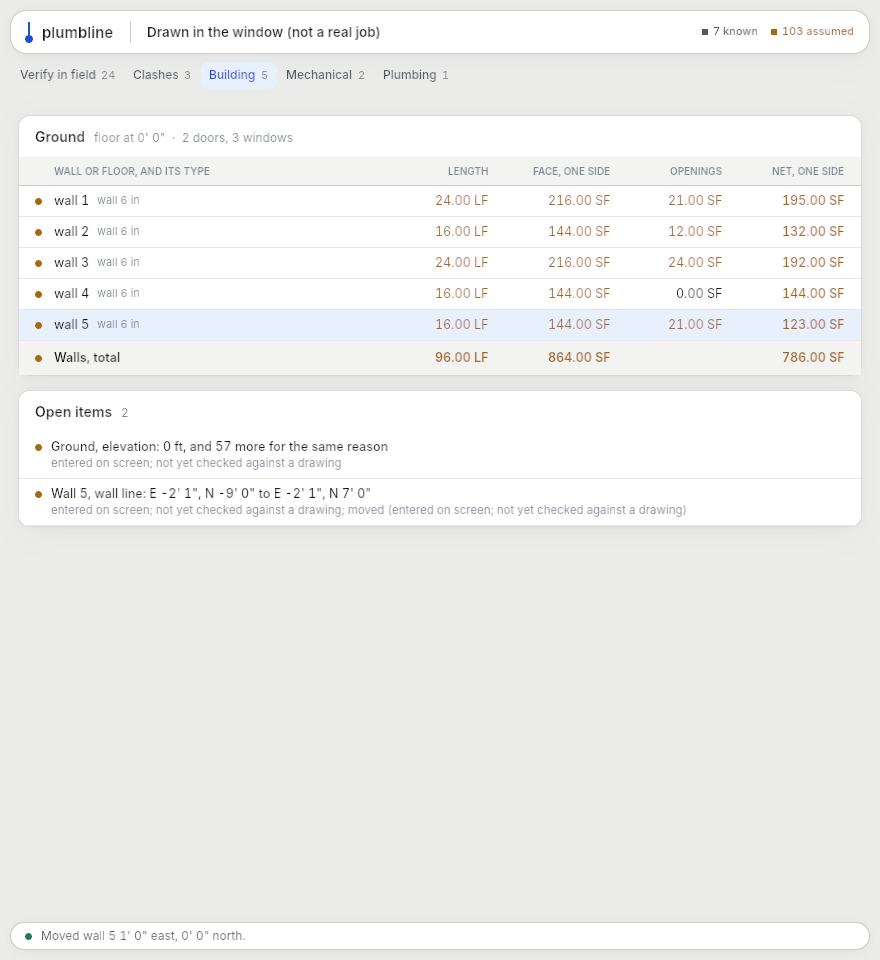 plumbline Drawn in the window (not a real job) 7 known 103 assumed
Verify in field 24 Clashes 3 Building 5 Mechanical 2 Plumbing 1
Ground floor at 0' 0" · 2 doors, 3 windows
WALL OR FLOOR, AND ITS TYPE LENGTH FACE, ONE SIDE OPENINGS NET, ONE SIDE
wall 1 wall 6 in 24.00 LF 216.00 SF 21.00 SF 195.00 SF
wall 2 wall 6 in 16.00 LF 144.00 SF 12.00 SF 132.00 SF
wall 3 wall 6 in 24.00 LF 216.00 SF 24.00 SF 192.00 SF
wall 4 wall 6 in 16.00 LF 144.00 SF 0.00 SF 144.00 SF
wall 5 wall 6 in 16.00 LF 144.00 SF 21.00 SF 123.00 SF
Walls, total 96.00 LF 864.00 SF 786.00 SF
Open items 2
Ground, elevation: 0 ft, and 57 more for the same reason
entered on screen; not yet checked against a drawing
Wall 5, wall line: E -2' 1", N -9' 0" to E -2' 1", N 7' 0"
entered on screen; not yet checked against a drawing; moved (entered on screen; not yet checked against a drawing)
Moved wall 5 1' 0" east, 0' 0" north.